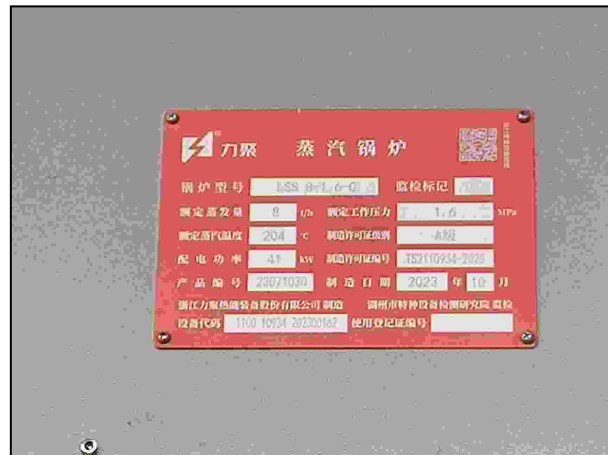 力聚 蒸汽锅炉
锅炉型号 LSS 8-1.6-Q 监检标记
额定蒸发量 8 t/h 额定工作压力 1.6 MPa
额定蒸汽温度 204 ℃ 制造许可证级别 A级
配电功率 41 kW 制造许可证编号
产品编号 23071030 制造日期 2023 年 10 月
浙江力聚热能装备股份有限公司 制造 湖州市特种设备检测研究院 监检
设备代码 使用登记证编号